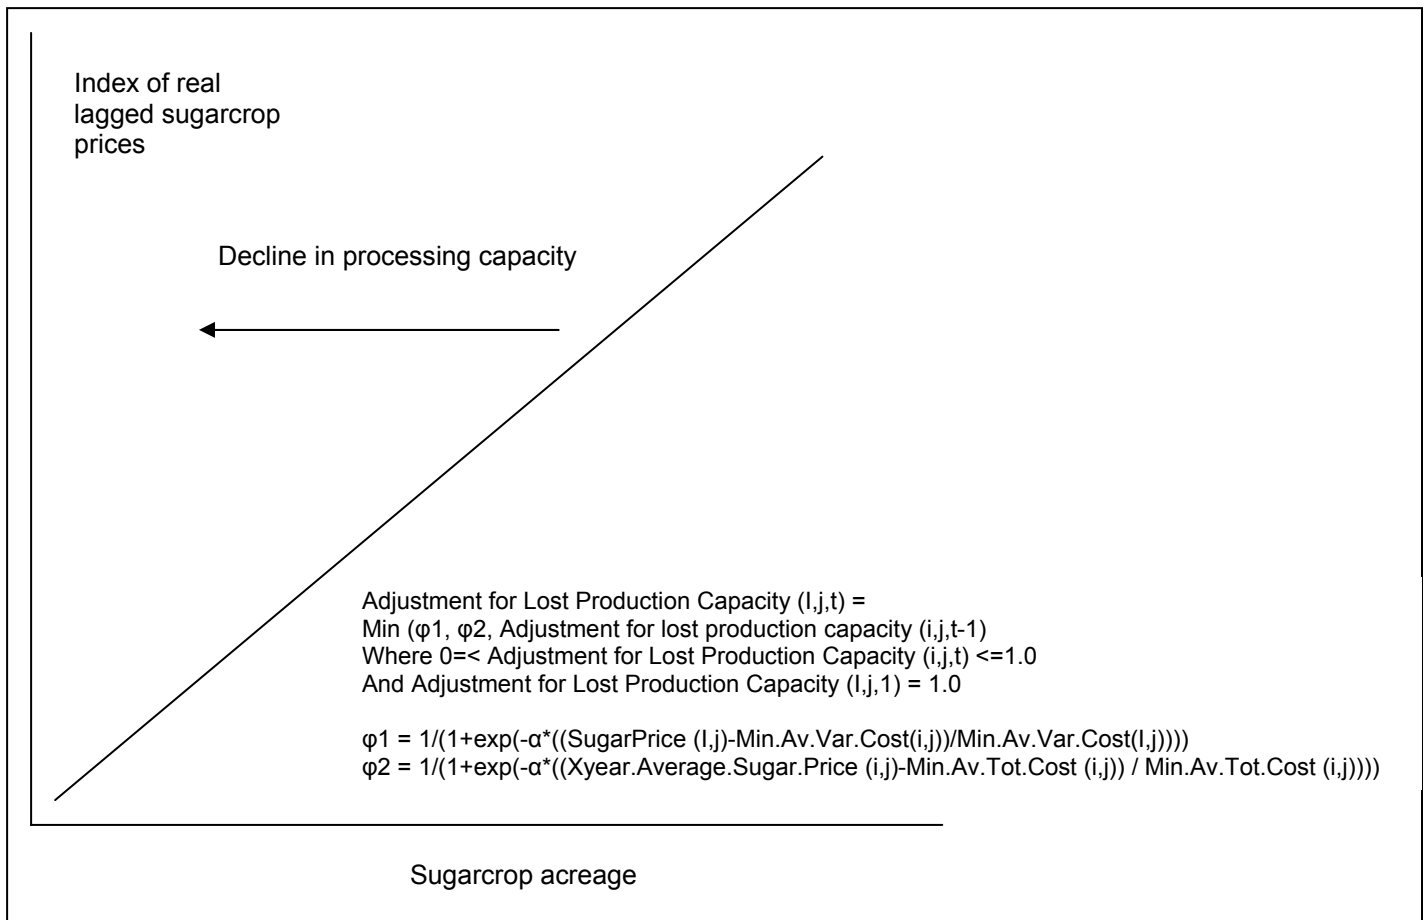 Index of real
lagged sugarcrop
prices
Decline in processing capacity
Adjustment for Lost Production Capacity (I,j,t) =
Min (φ1, φ2, Adjustment for lost production capacity (i,j,t-1)
Where 0=< Adjustment for Lost Production Capacity (i,j,t) <=1.0
And Adjustment for Lost Production Capacity (I,j,1) = 1.0
φ1 = 1/(1+exp(-α*((SugarPrice (I,j)-Min.Av.Var.Cost(i,j))/Min.Av.Var.Cost(I,j))))
φ2 = 1/(1+exp(-α*((Xyear.Average.Sugar.Price (i,j)-Min.Av.Tot.Cost (i,j)) / Min.Av.Tot.Cost (i,j))))
Sugarcrop acreage